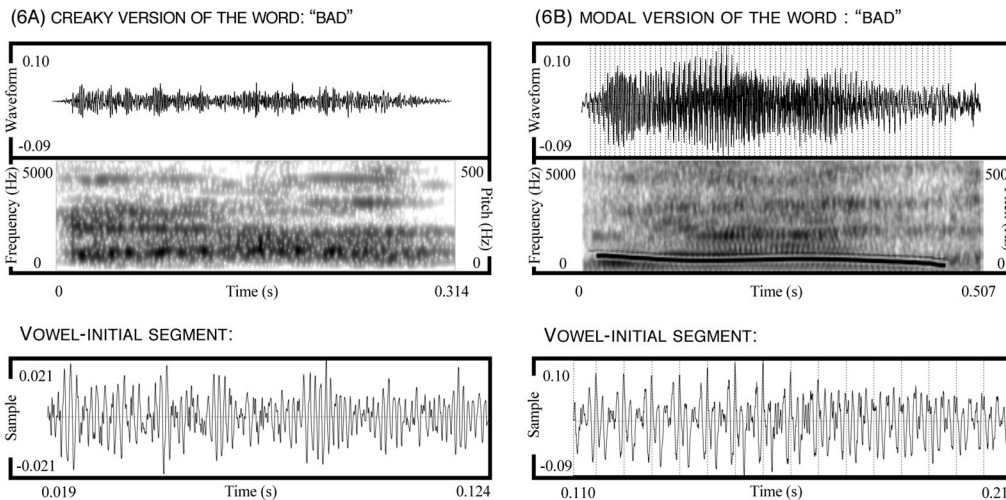 (6A) CREAKY VERSION OF THE WORD: “BAD”
0.10
Waveform
-0.09
5000
Frequency (Hz)
0
500
Pitch (Hz)
0
0
Time (s)
0.314
VOWEL-INITIAL SEGMENT:
0.021
Sample
-0.021
0.019
Time (s)
0.124
(6B) MODAL VERSION OF THE WORD : “BAD”
0.10
Waveform
-0.09
5000
Frequency (Hz)
0
500
0
0
Time (s)
0.507
VOWEL-INITIAL SEGMENT:
0.10
Sample
-0.09
0.110
Time (s)